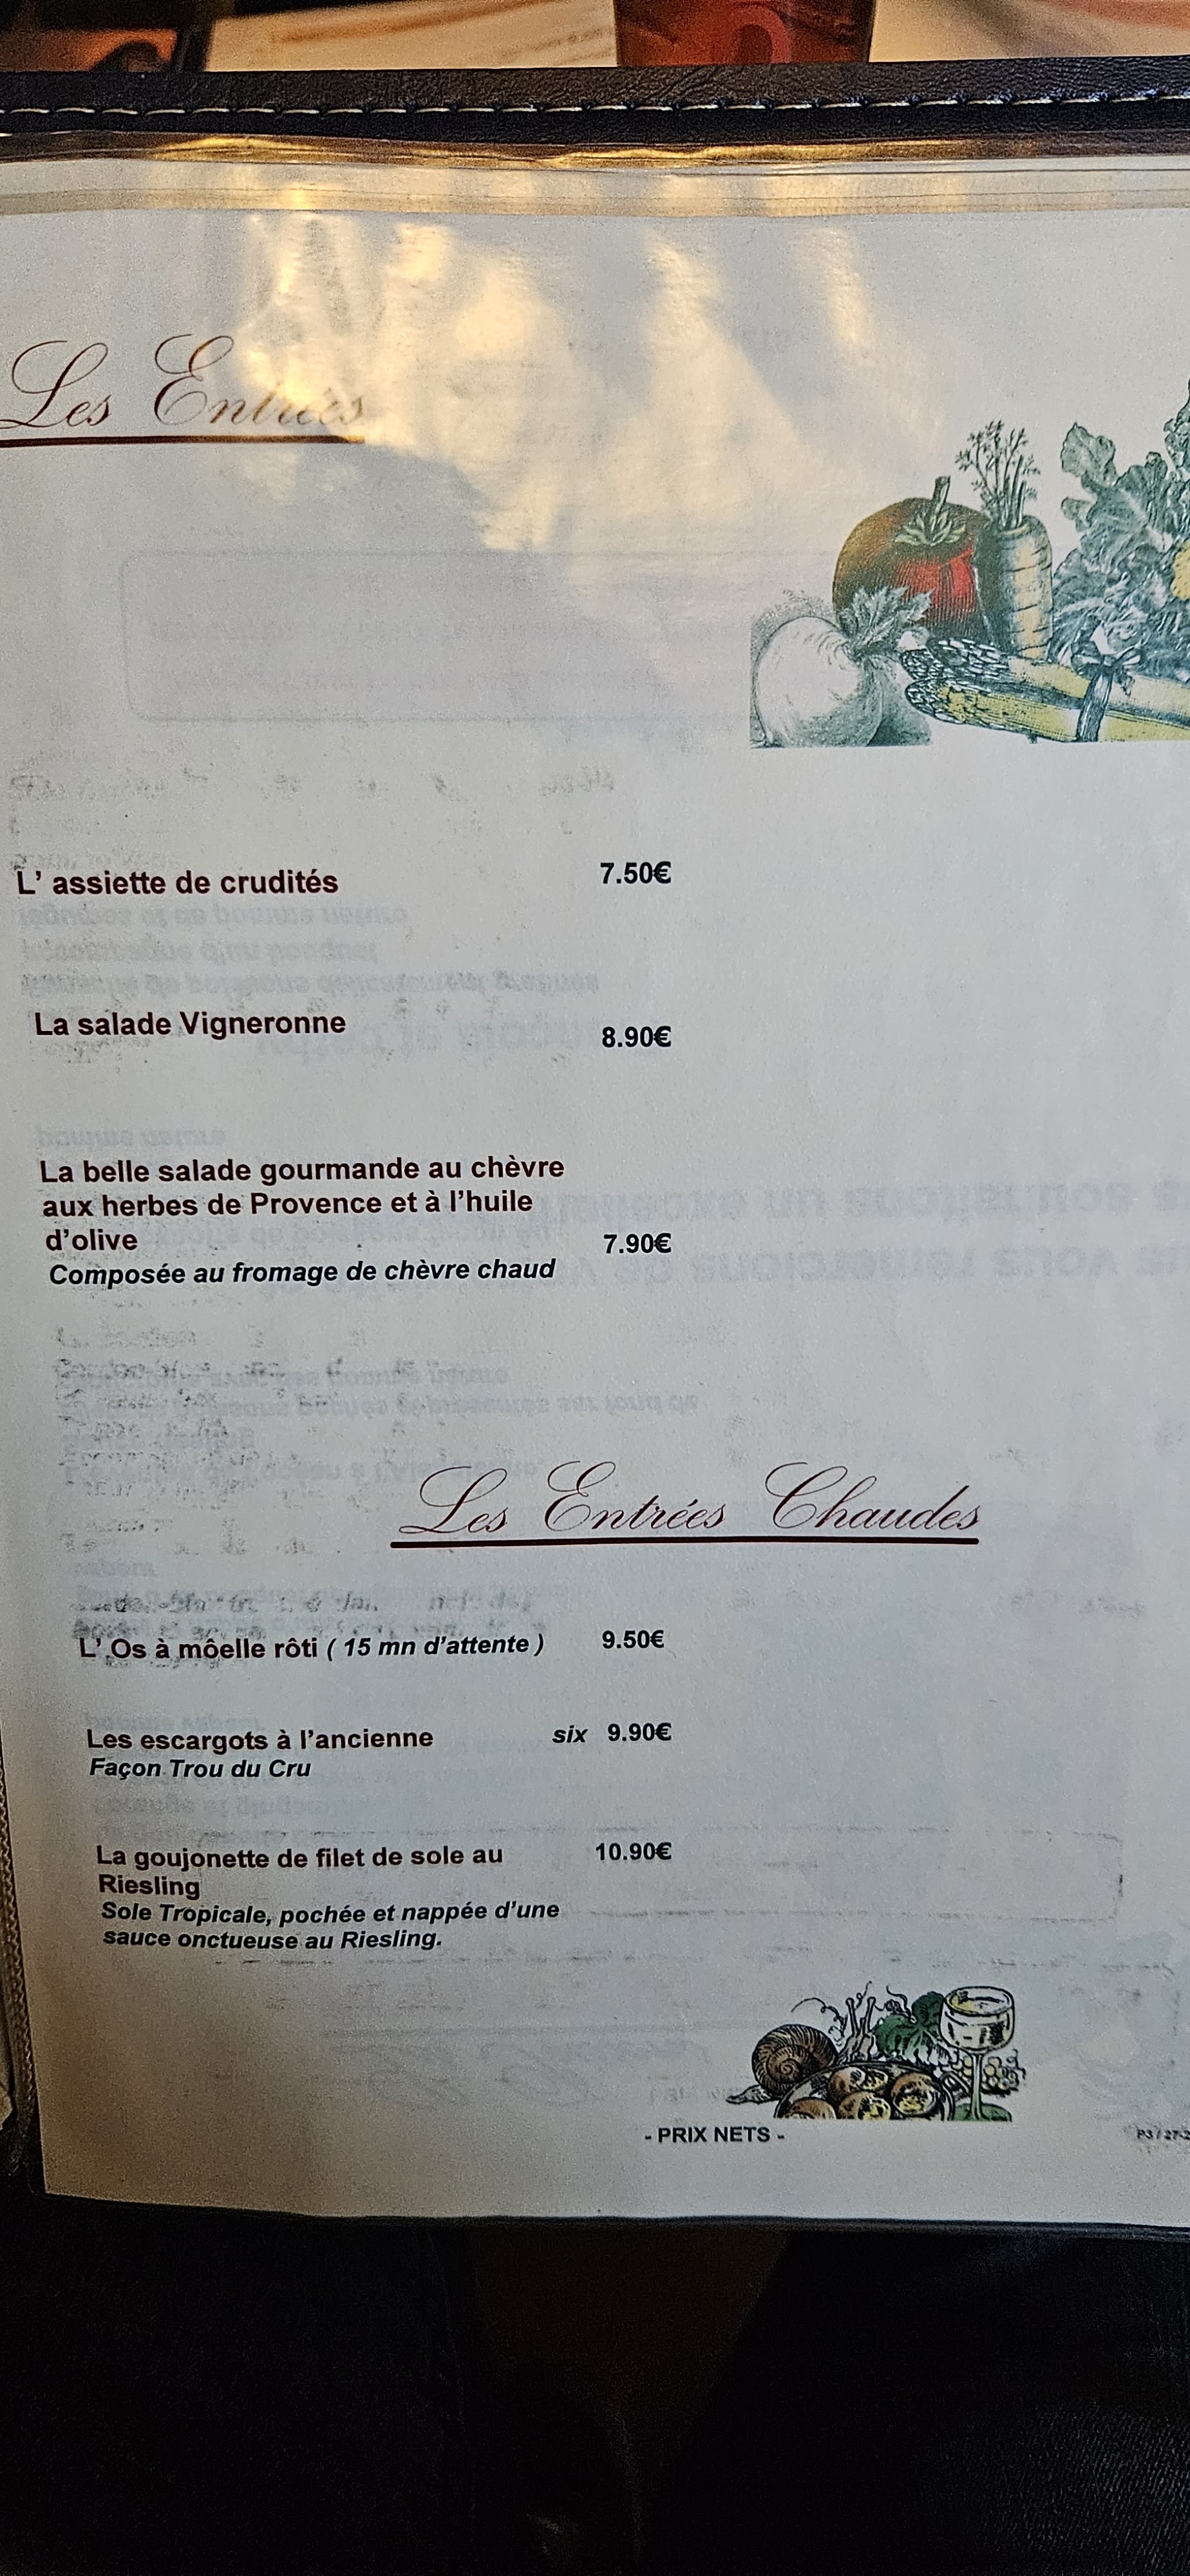 Les Entrées
L' assiette de crudités 7.50€
La salade Vigneronne 8.90€
La belle salade gourmande au chèvre
aux herbes de Provence et à l'huile
d'olive 7.90€
Composée au fromage de chèvre chaud
Les Entrées Chaudes
L' Os à môelle rôti ( 15 mn d'attente ) 9.50€
Les escargots à l'ancienne six 9.90€
Façon Trou du Cru
La goujonette de filet de sole au 10.90€
Riesling
Sole Tropicale, pochée et nappée d'une
sauce onctueuse au Riesling.
- PRIX NETS -